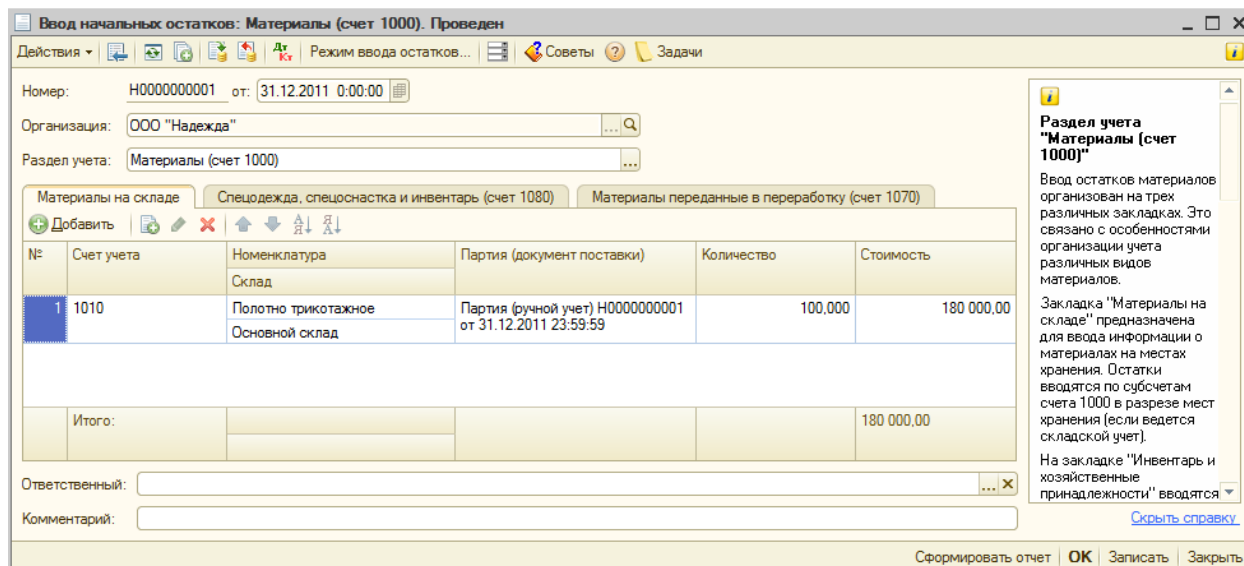 Ввод начальных остатков: Материалы (счет 1000). Проведен
Действия Дт Кт Режим ввода остатков... Советы Задачи
Номер: Н0000000001 от: 31.12.2011 0:00:00
Организация: ООО "Надежда" ...
Раздел учета: Материалы (счет 1000) ...
Материалы на складе Спецодежда, спецоснастка и инвентарь (счет 1080) Материалы переданные в переработку (счет 1070)
Добавить
№ Счет учета Номенклатура Партия (документ поставки) Количество Стоимость
Склад
1 1010 Полотно трикотажное Партия (ручной учет) Н0000000001 100,000 180 000,00
Основной склад от 31.12.2011 23:59:59
Итого: 180 000,00
Ответственный: ... X
Комментарий:
Раздел учета
"Материалы (счет
1000)"
Ввод остатков материалов
организован на трех
различных закладках. Это
связано с особенностями
организации учета
различных видов
материалов.
Закладка "Материалы на
складе" предназначена
для ввода информации о
материалах на местах
хранения. Остатки
вводятся по субсчетам
счета 1000 в разрезе мест
хранения (если ведется
складской учет).
На закладке "Инвентарь и
хозяйственные
принадлежности" вводятся
Скрыть справку
Сформировать отчет OK Записать Закрыть